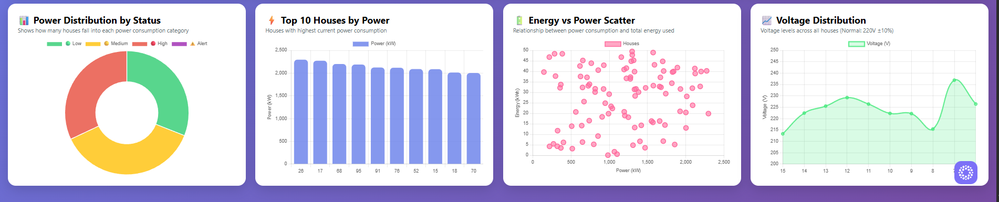 Power Distribution by Status
Shows how many houses fall into each power consumption category
Low Medium High Alert
Top 10 Houses by Power
Houses with highest current power consumption
Power (kW)
2,500
2,000
1,500
1,000
500
0
Power (kW)
26 17 68 95 91 76 52 15 18 70
Energy vs Power Scatter
Relationship between power consumption and total energy used
Houses
50
45
40
35
30
25
20
15
10
5
0
Energy (kWh)
0 500 1,000 1,500 2,000 2,500
Power (kW)
Voltage Distribution
Voltage levels across all houses (Normal: 220V ±10%)
Voltage (V)
250
245
240
235
230
225
220
215
210
205
200
Voltage (V)
15 14 13 12 11 10 9 8